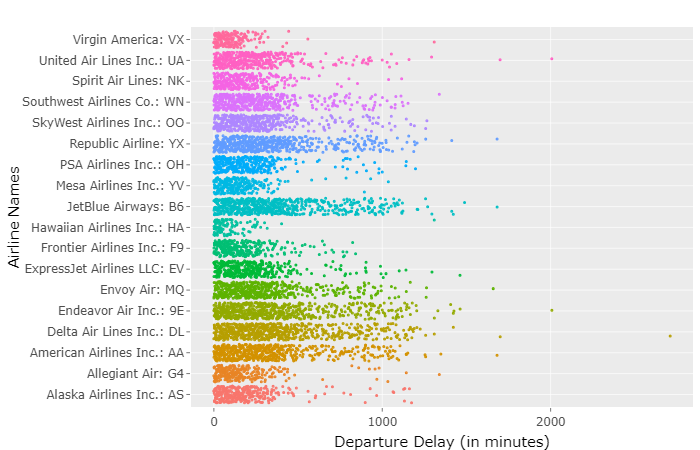 Virgin America: VX
United Air Lines Inc.: UA
Spirit Air Lines: NK
Southwest Airlines Co.: WN
SkyWest Airlines Inc.: OO
Republic Airline: YX
PSA Airlines Inc.: OH
Mesa Airlines Inc.: YV
JetBlue Airways: B6
Hawaiian Airlines Inc.: HA
Frontier Airlines Inc.: F9
ExpressJet Airlines LLC: EV
Envoy Air: MQ
Endeavor Air Inc.: 9E
Delta Air Lines Inc.: DL
American Airlines Inc.: AA
Allegiant Air: G4
Alaska Airlines Inc.: AS
Airline Names
0 1000 2000
Departure Delay (in minutes)